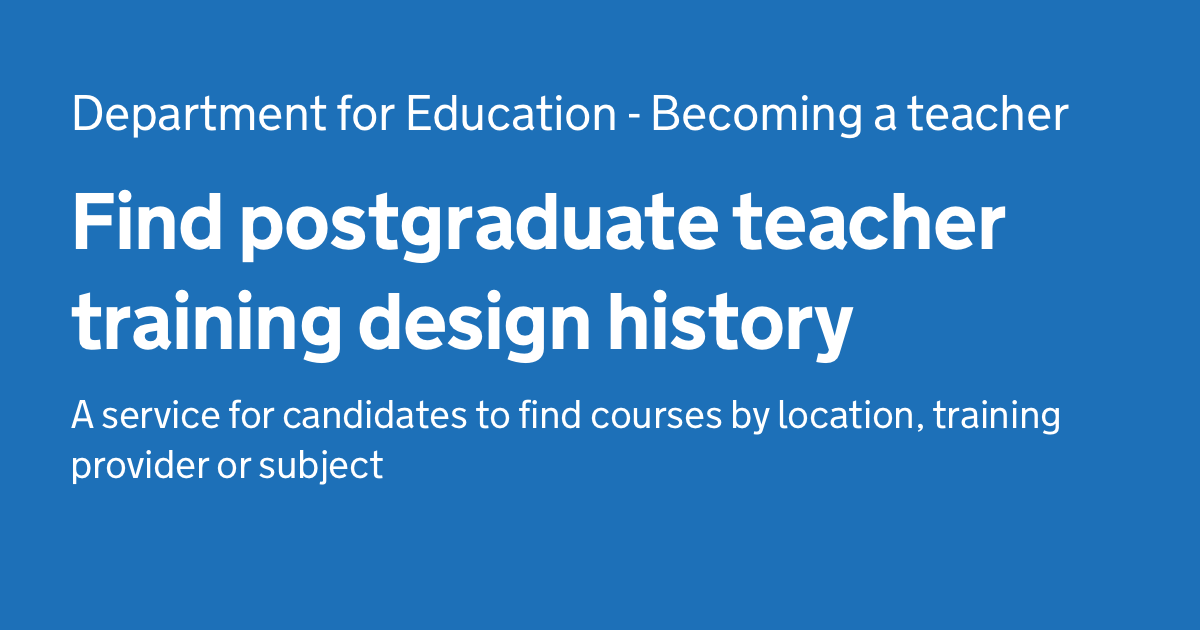 Department for Education - Becoming a teacher
Find postgraduate teacher
training design history
A service for candidates to find courses by location, training
provider or subject